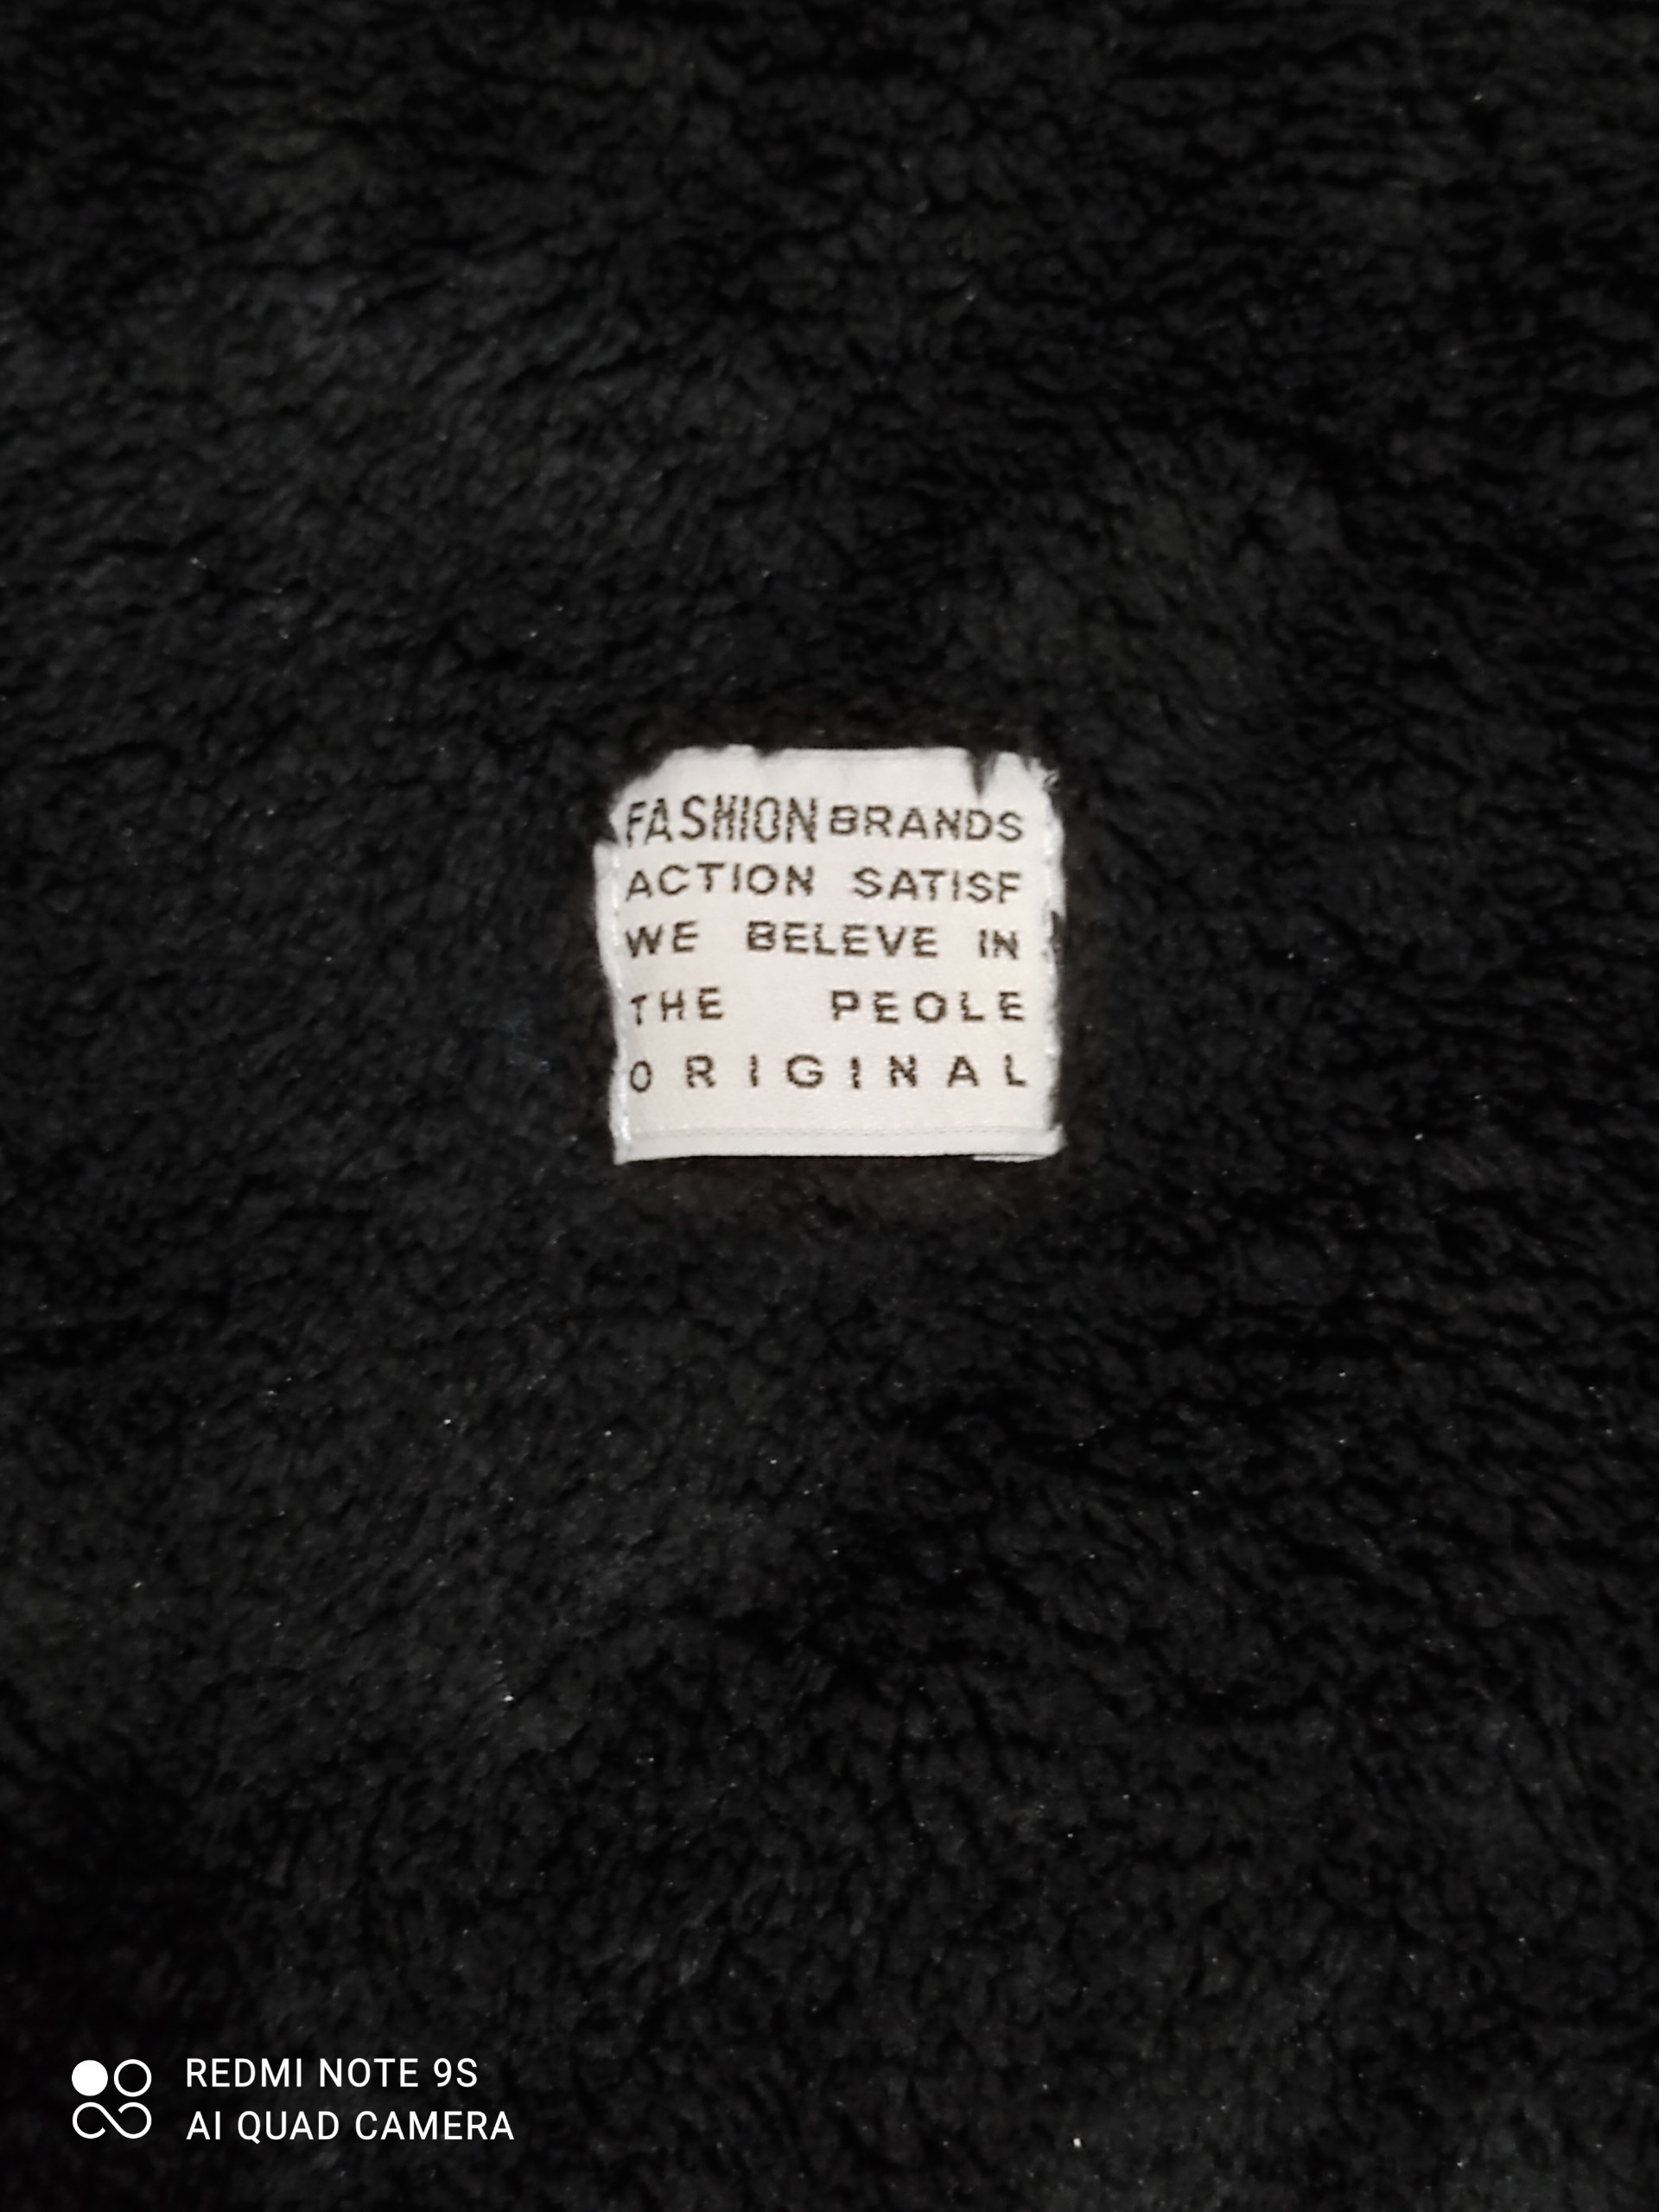 FASHION BRANDS
ACTION SATISF
WE BELEVE IN
THE PEOLE
ORIGINAL
REDMI NOTE 9S
AI QUAD CAMERA